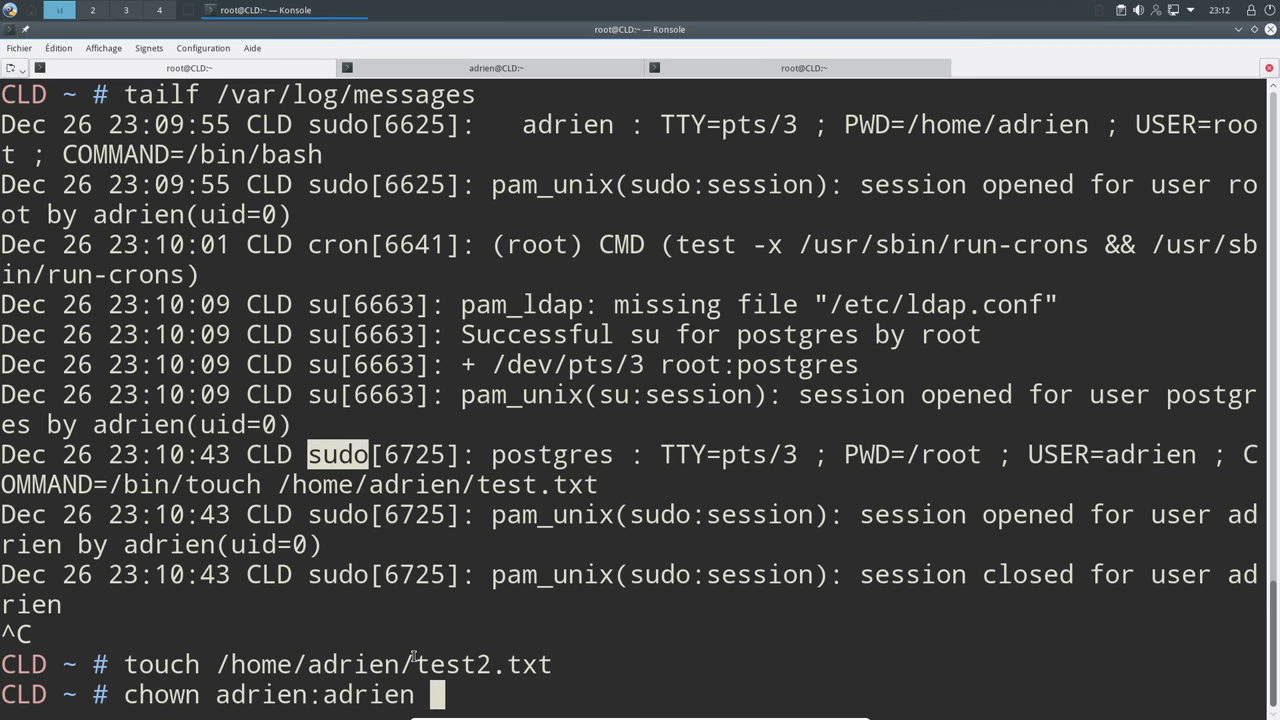 2
3
4
root@CLD:~ — Konsole
23:12
root@CLD:~ — Konsole
Fichier Édition Affichage Signets Configuration Aide
root@CLD:~
adrien@CLD:~
root@CLD:~
CLD ~ # tailf /var/log/messages
Dec 26 23:09:55 CLD sudo[6625]:   adrien : TTY=pts/3 ; PWD=/home/adrien ; USER=roo
t ; COMMAND=/bin/bash
Dec 26 23:09:55 CLD sudo[6625]: pam_unix(sudo:session): session opened for user ro
ot by adrien(uid=0)
Dec 26 23:10:01 CLD cron[6641]: (root) CMD (test -x /usr/sbin/run-crons && /usr/sb
in/run-crons)
Dec 26 23:10:09 CLD su[6663]: pam_ldap: missing file "/etc/ldap.conf"
Dec 26 23:10:09 CLD su[6663]: Successful su for postgres by root
Dec 26 23:10:09 CLD su[6663]: + /dev/pts/3 root:postgres
Dec 26 23:10:09 CLD su[6663]: pam_unix(su:session): session opened for user postgr
es by adrien(uid=0)
Dec 26 23:10:43 CLD sudo[6725]: postgres : TTY=pts/3 ; PWD=/root ; USER=adrien ; C
OMMAND=/bin/touch /home/adrien/test.txt
Dec 26 23:10:43 CLD sudo[6725]: pam_unix(sudo:session): session opened for user ad
rien by adrien(uid=0)
Dec 26 23:10:43 CLD sudo[6725]: pam_unix(sudo:session): session closed for user ad
rien
^C
CLD ~ # touch /home/adrien/test2.txt
CLD ~ # chown adrien:adrien